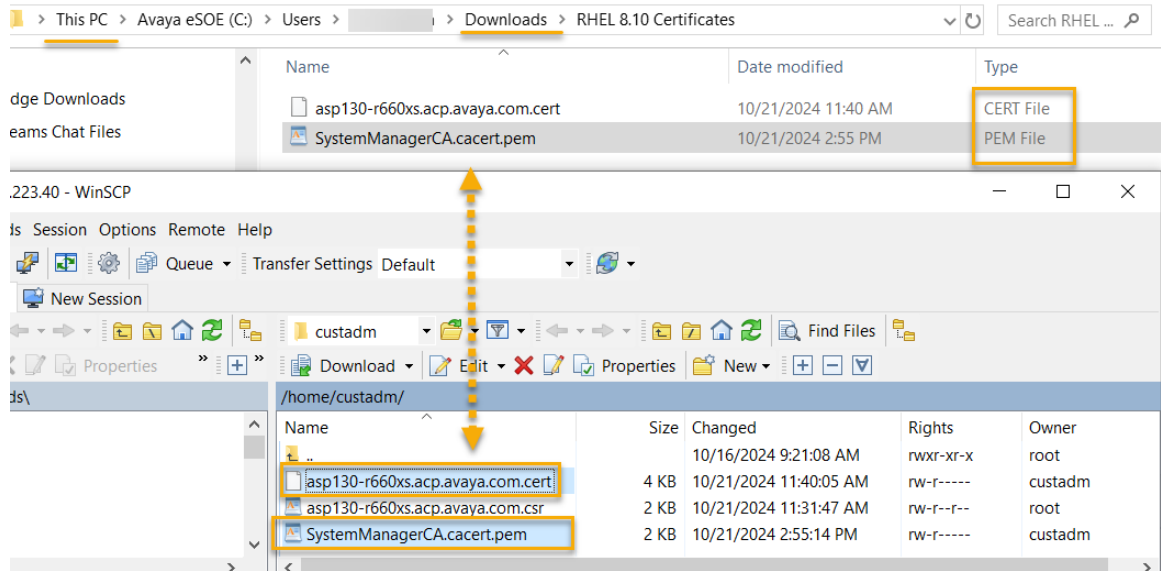 This PC > Avaya eSOE (C:) > Users > > Downloads > RHEL 8.10 Certificates
Search RHEL ...
Name Date modified Type
dge Downloads
eams Chat Files
asp130-r660xs.acp.avaya.com.cert 10/21/2024 11:40 AM CERT File
SystemManagerCA.cacert.pem 10/21/2024 2:55 PM PEM File
.223.40 - WinSCP
ds Session Options Remote Help
Queue Transfer Settings Default
New Session
custadm Find Files
Properties » » Download Edit Properties New
ds\ /home/custadm/
Name Size Changed Rights Owner
.. 10/16/2024 9:21:08 AM rwxr-xr-x root
asp130-r660xs.acp.avaya.com.cert 4 KB 10/21/2024 11:40:05 AM rw-r----- custadm
asp130-r660xs.acp.avaya.com.csr 2 KB 10/21/2024 11:31:47 AM rw-r--r-- root
SystemManagerCA.cacert.pem 2 KB 10/21/2024 2:55:14 PM rw-r----- custadm